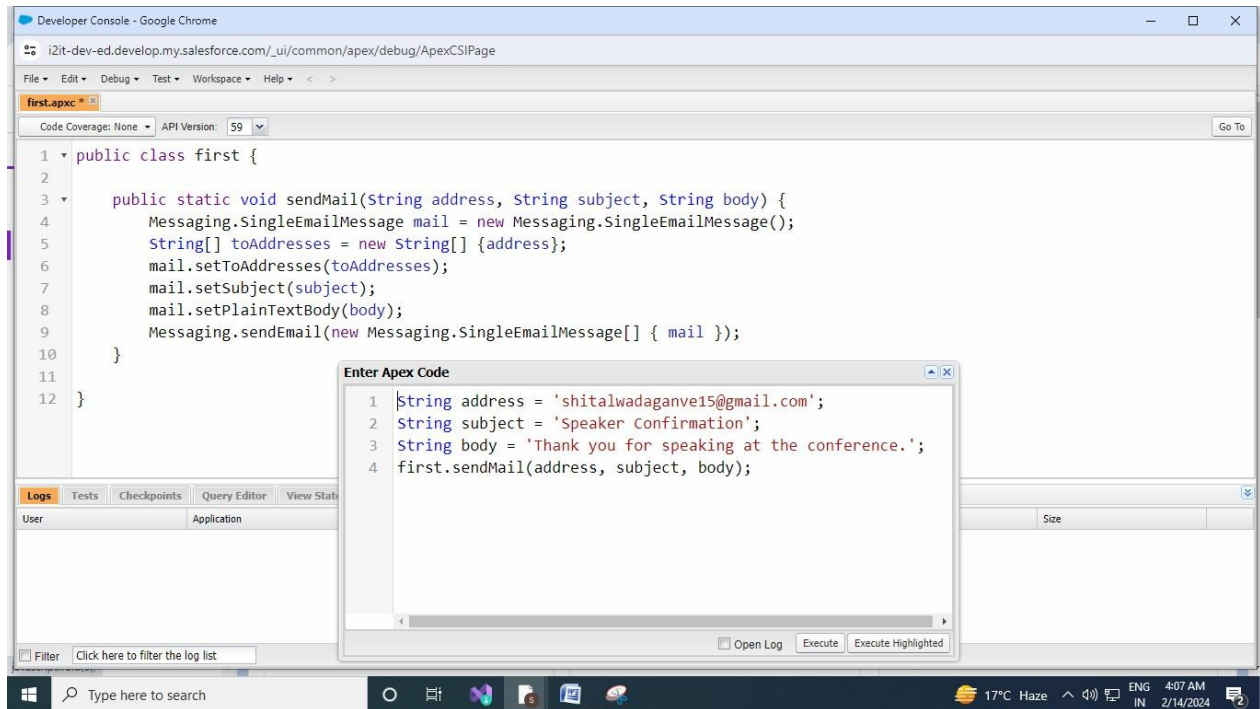 Developer Console - Google Chrome
i2it-dev-ed.develop.my.salesforce.com/_ui/common/apex/debug/ApexCSIPage
File Edit Debug Test Workspace Help < >
first.apxc *
Code Coverage: None API Version: 59 Go To
1 public class first {
2
3 public static void sendMail(String address, String subject, String body) {
4 Messaging.SingleEmailMessage mail = new Messaging.SingleEmailMessage();
5 String[] toAddresses = new String[] {address};
6 mail.setToAddresses(toAddresses);
7 mail.setSubject(subject);
8 mail.setPlainTextBody(body);
9 Messaging.sendEmail(new Messaging.SingleEmailMessage[] { mail });
10 }
11
12 }
Enter Apex Code
1 String address = 'shitalwadaganve15@gmail.com';
2 String subject = 'Speaker Confirmation';
3 String body = 'Thank you for speaking at the conference.';
4 first.sendMail(address, subject, body);
Open Log Execute Execute Highlighted
Logs Tests Checkpoints Query Editor View Stat
User Application Size
Filter Click here to filter the log list
Type here to search 17°C Haze ENG 4:07 AM
IN 2/14/2024 2